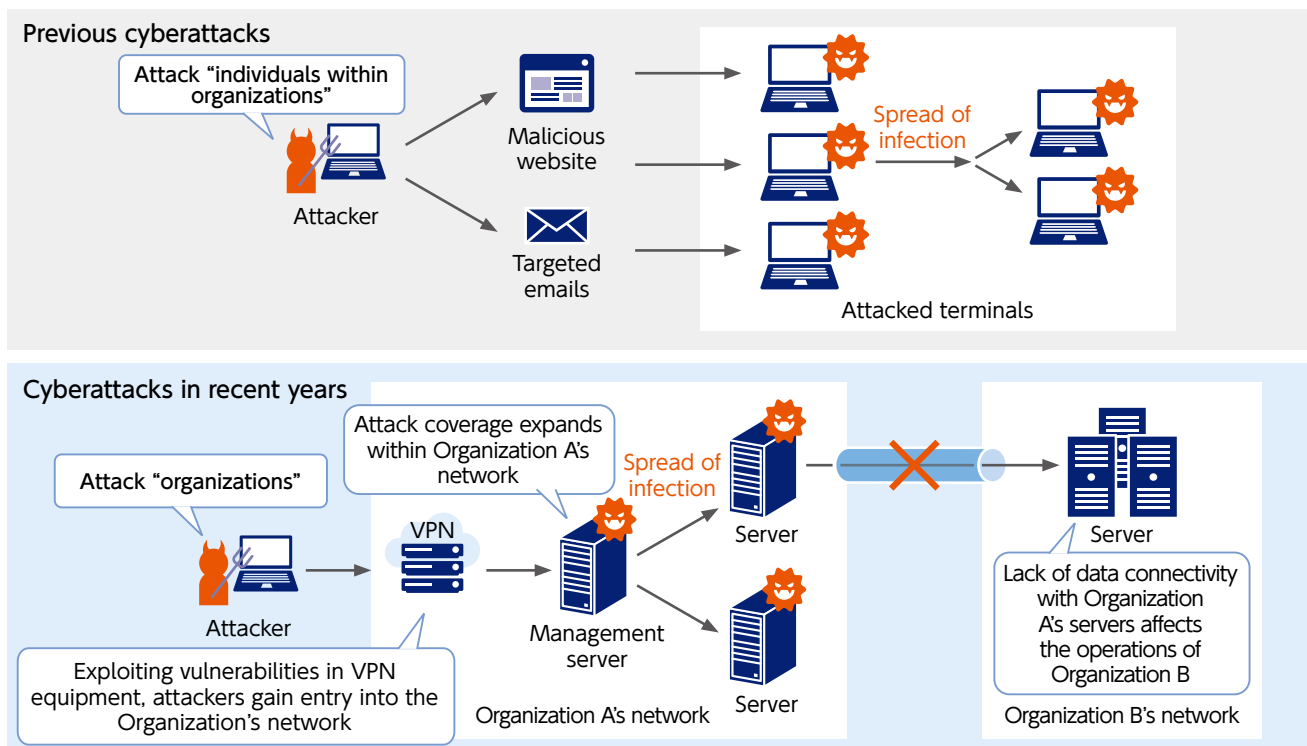 Previous cyberattacks
Attack “individuals within
organizations”
Attacker
Malicious
website
Targeted
emails
Spread of
infection
Attacked terminals
Cyberattacks in recent years
Attack “organizations”
Attacker
Exploiting vulnerabilities in VPN
equipment, attackers gain entry into the
Organization’s network
VPN
Attack coverage expands
within Organization A’s
network
Management
server
Spread of
infection
Server
Server
Organization A’s network
Server
Lack of data connectivity
with Organization
A’s servers affects
the operations of
Organization B
Organization B’s network